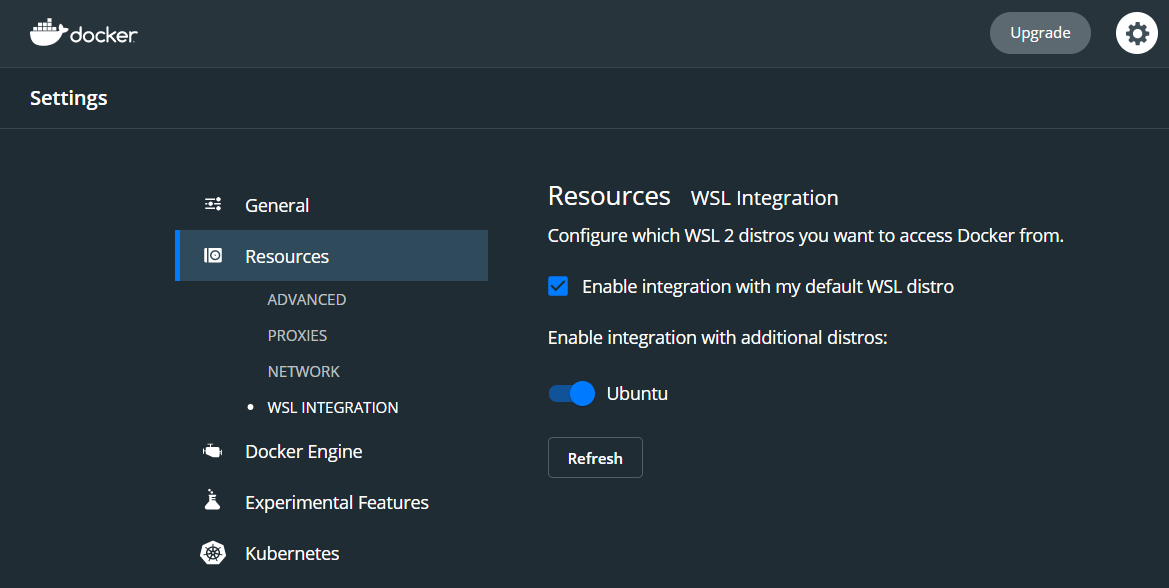 docker
Upgrade
Settings
General
Resources
ADVANCED
PROXIES
NETWORK
WSL INTEGRATION
Docker Engine
Experimental Features
Kubernetes
Resources WSL Integration
Configure which WSL 2 distros you want to access Docker from.
Enable integration with my default WSL distro
Enable integration with additional distros:
Ubuntu
Refresh